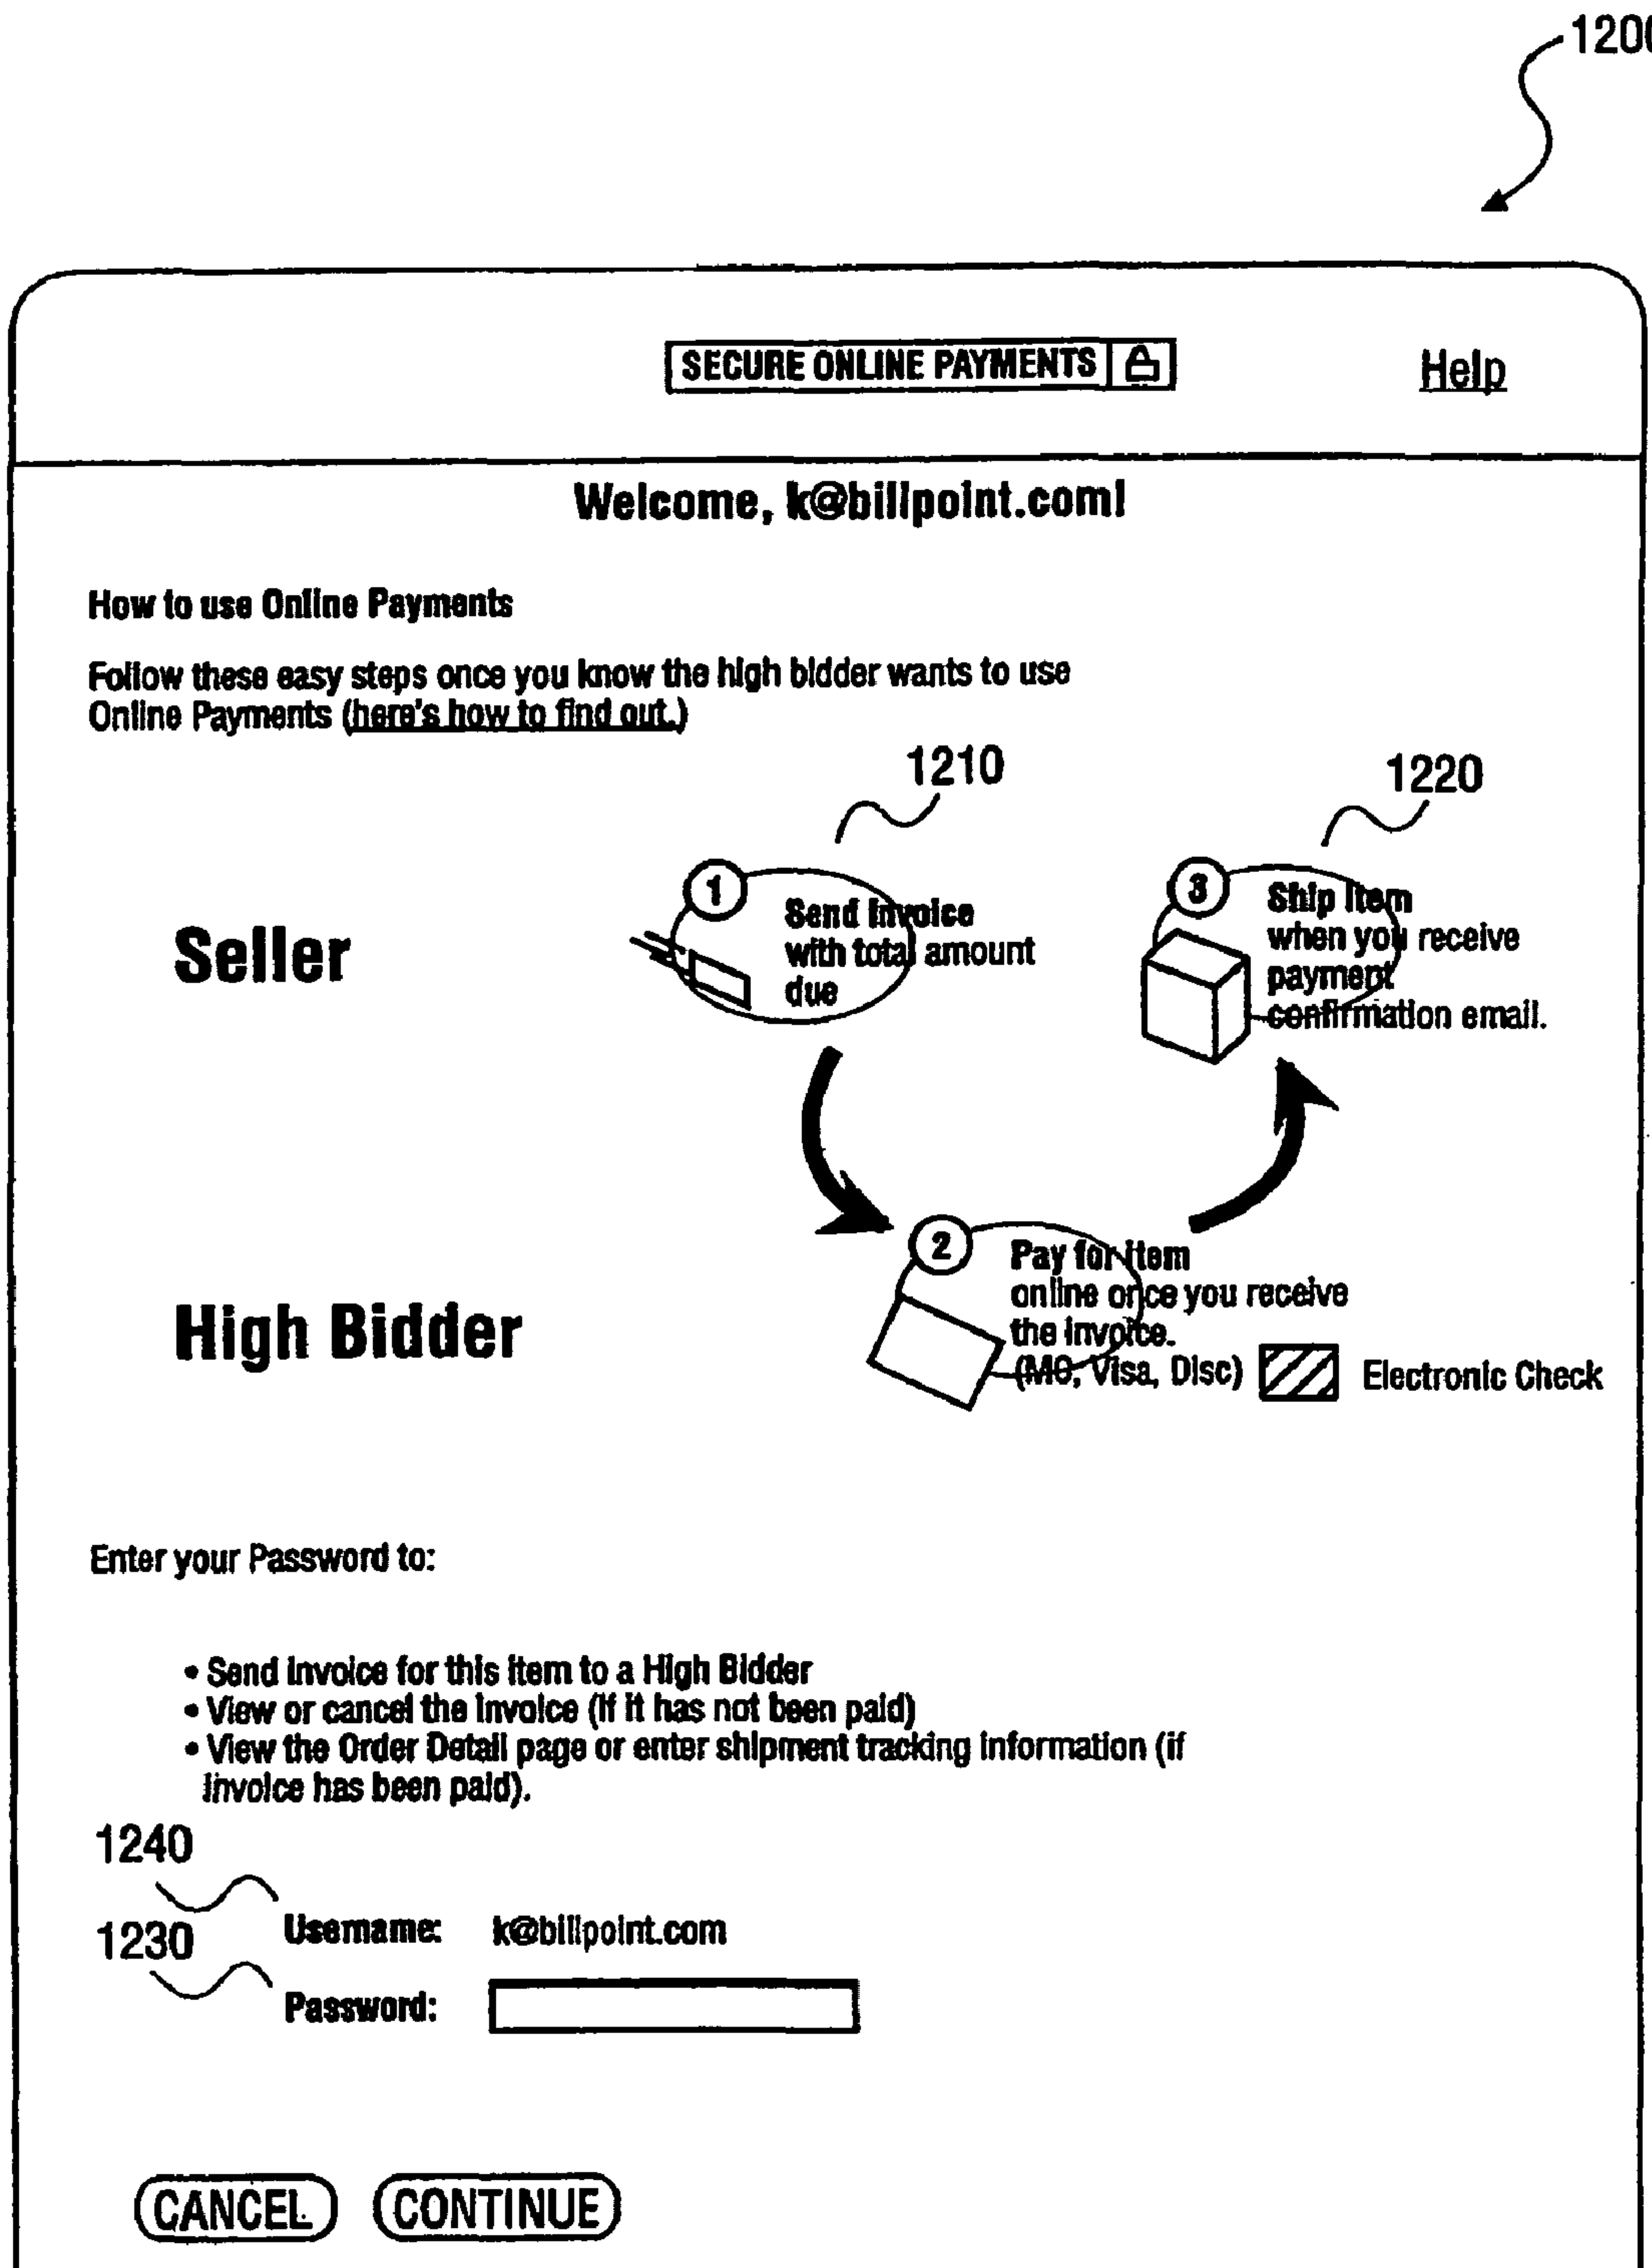 1200
SECURE ONLINE PAYMENTS
Help
Welcome, k@billpoint.com!
How to use Online Payments
Follow these easy steps once you know the high bidder wants to use
Online Payments (here's how to find out.)
1210
1220
Seller
1
Send Invoice
with total amount
due
3
Ship Item
when you receive
payment
confirmation email.
High Bidder
2
Pay for item
online once you receive
the invoice.
(MC, Visa, Disc)
Electronic Check
Enter your Password to:
• Send invoice for this item to a High Bidder
• View or cancel the invoice (if it has not been paid)
• View the Order Detail page or enter shipment tracking information (if
invoice has been paid).
1240
Username: k@billpoint.com
1230
Password:
CANCEL CONTINUE